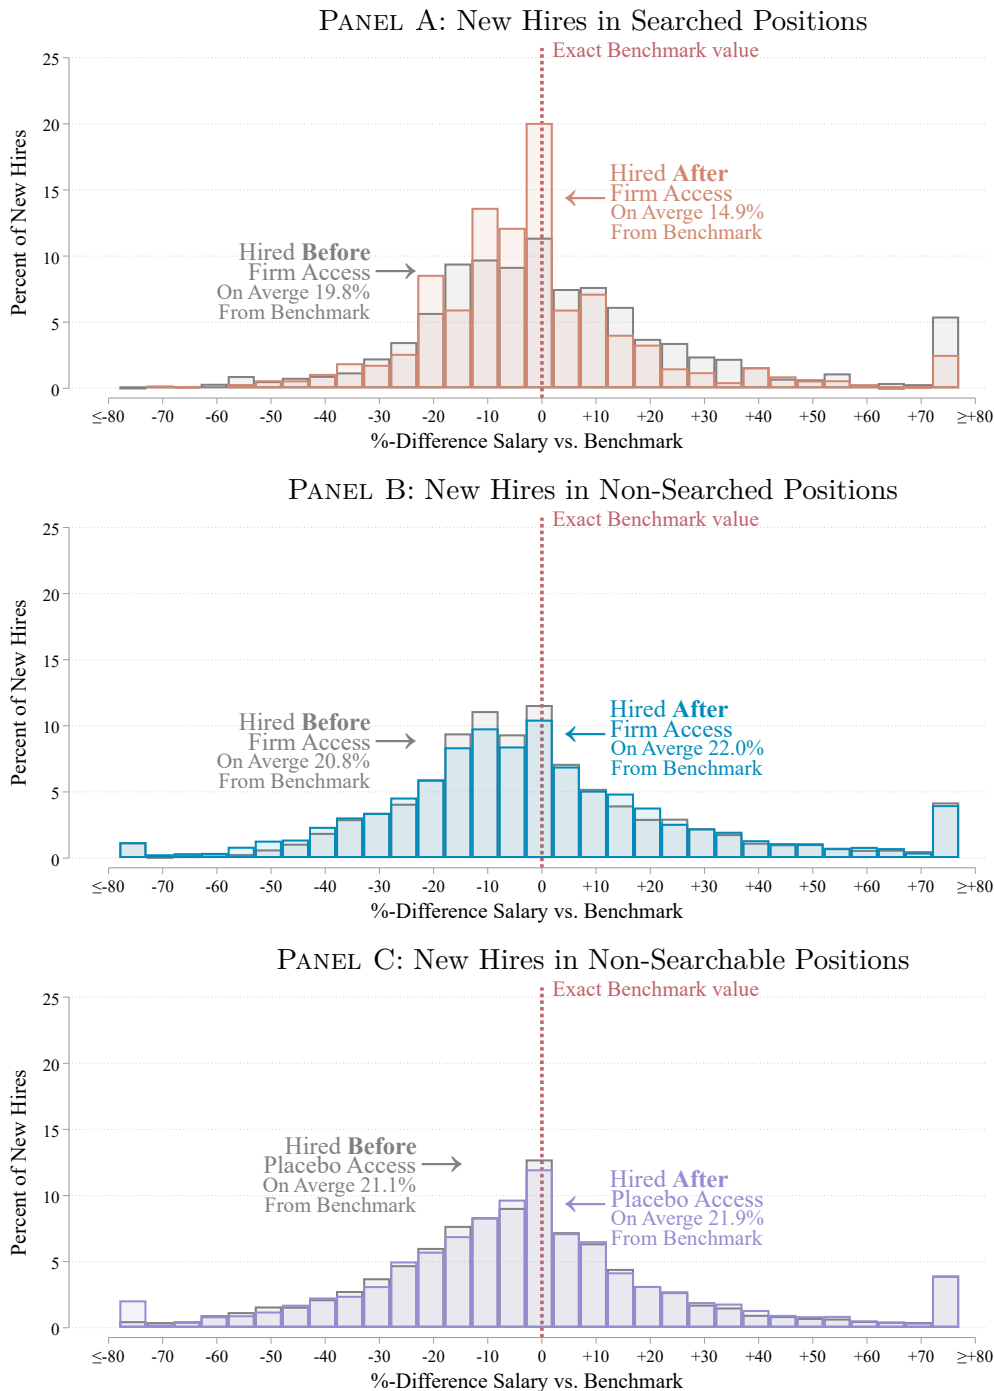 PANEL A: New Hires in Searched Positions
Exact Benchmark value
Percent of New Hires
25
20
15
10
5
0
Hired Before
Firm Access
On Averge 19.8%
From Benchmark
Hired After
Firm Access
On Averge 14.9%
From Benchmark
≤-80 -70 -60 -50 -40 -30 -20 -10 0 +10 +20 +30 +40 +50 +60 +70 ≥+80
%-Difference Salary vs. Benchmark
PANEL B: New Hires in Non-Searched Positions
Exact Benchmark value
Percent of New Hires
25
20
15
10
5
0
Hired Before
Firm Access
On Averge 20.8%
From Benchmark
Hired After
Firm Access
On Averge 22.0%
From Benchmark
≤-80 -70 -60 -50 -40 -30 -20 -10 0 +10 +20 +30 +40 +50 +60 +70 ≥+80
%-Difference Salary vs. Benchmark
PANEL C: New Hires in Non-Searchable Positions
Exact Benchmark value
Percent of New Hires
25
20
15
10
5
0
Hired Before
Placebo Access
On Averge 21.1%
From Benchmark
Hired After
Placebo Access
On Averge 21.9%
From Benchmark
≤-80 -70 -60 -50 -40 -30 -20 -10 0 +10 +20 +30 +40 +50 +60 +70 ≥+80
%-Difference Salary vs. Benchmark